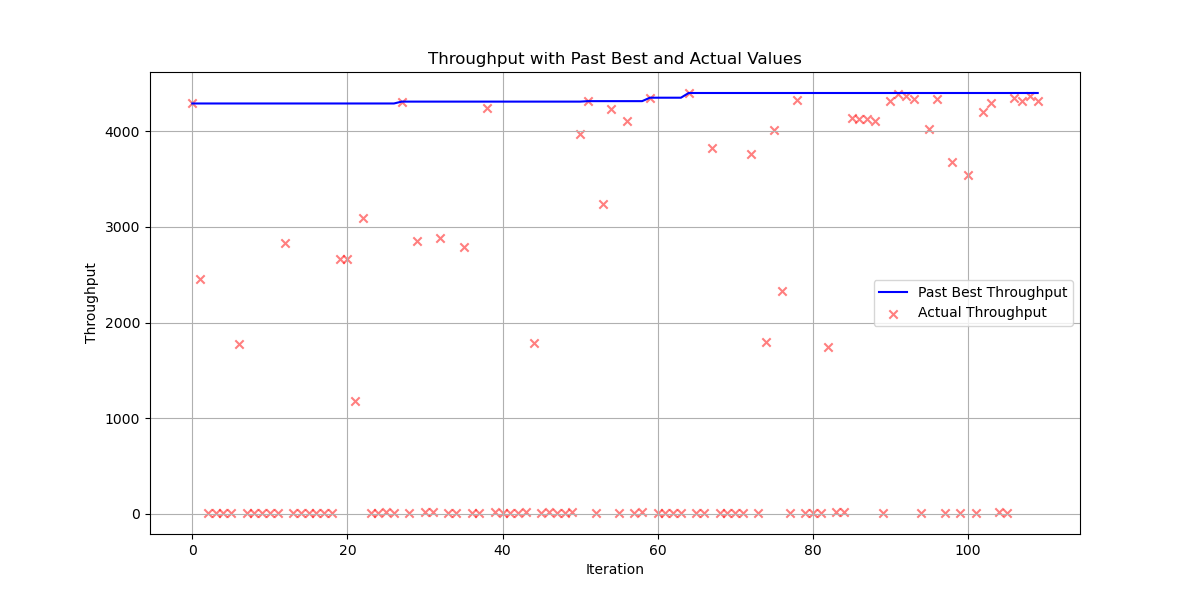 Throughput with Past Best and Actual Values
Throughput
4000
3000
2000
1000
0
Past Best Throughput
Actual Throughput
0 20 40 60 80 100
Iteration